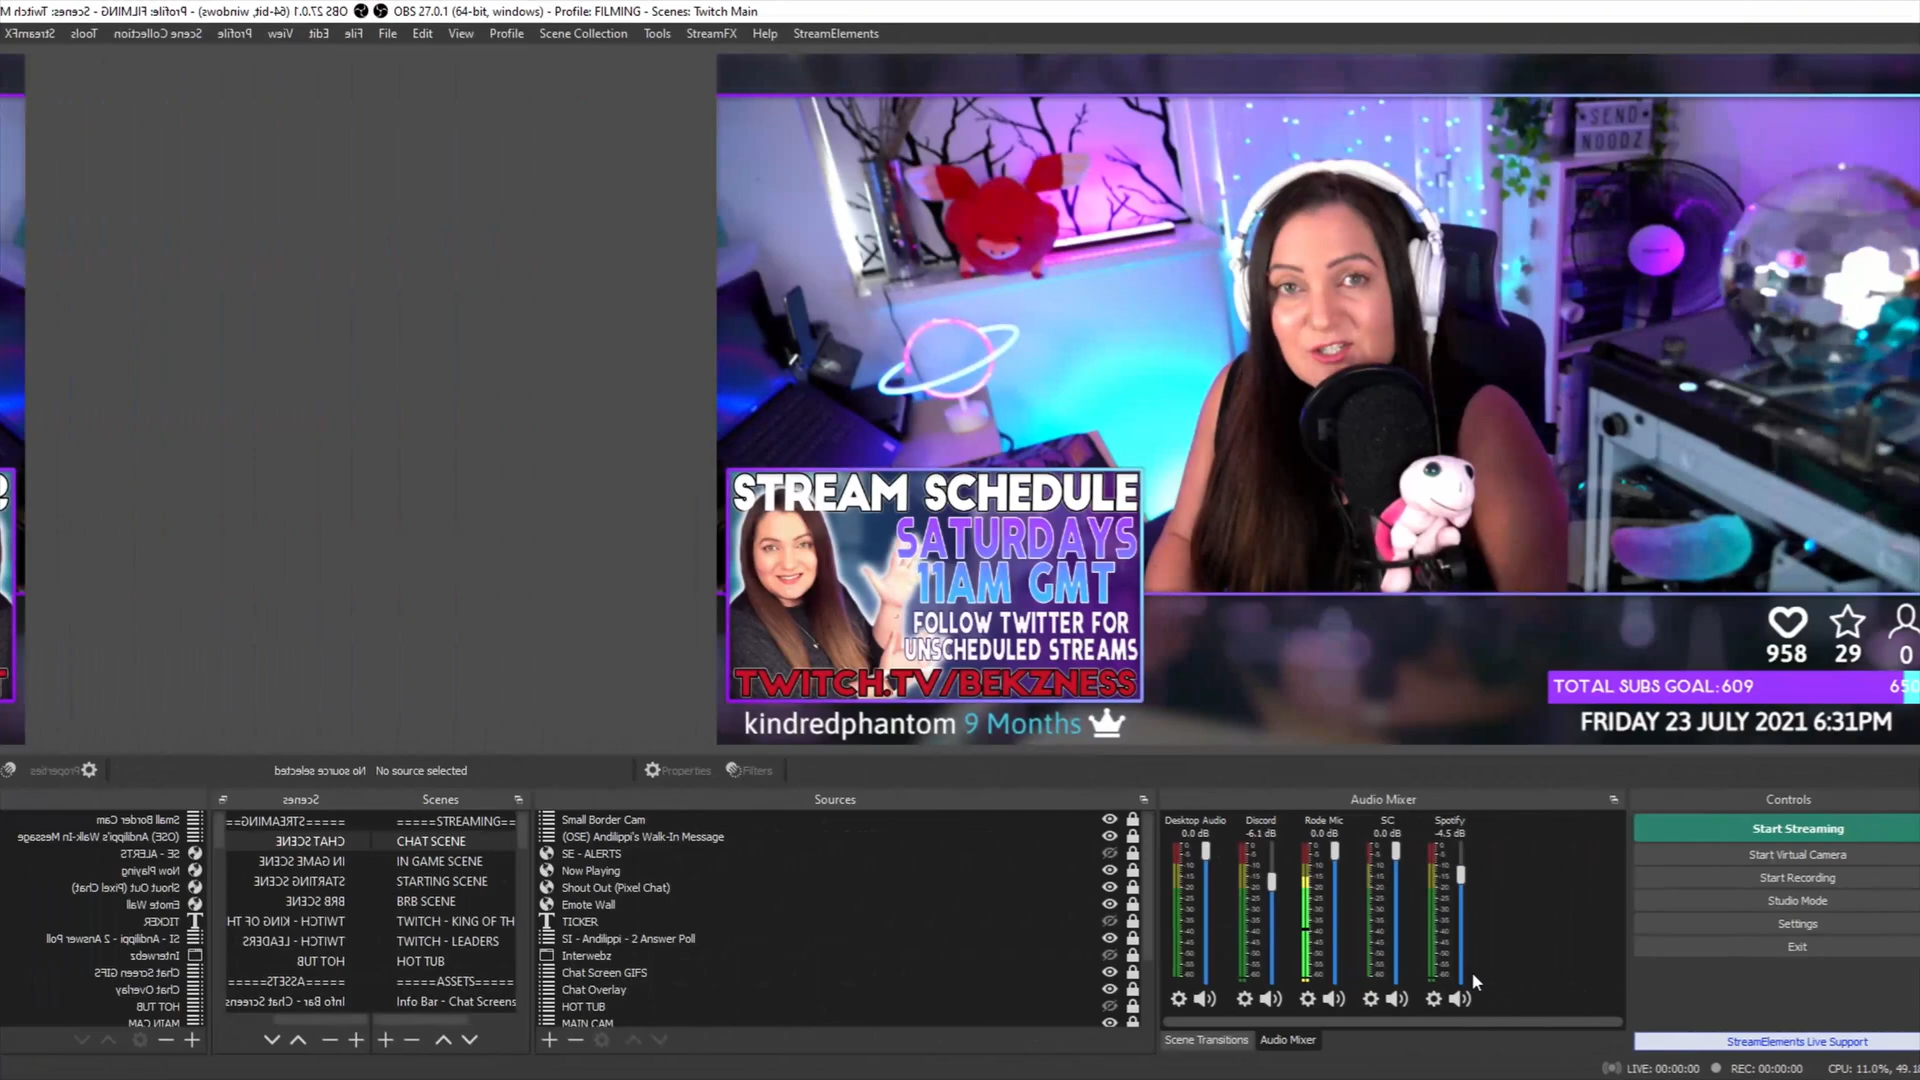 OBS 27.0.1 (64-bit, windows) - Profile: FILMING - Scenes: Twitch Main
File Edit View Profile Scene Collection Tools StreamFX Help StreamElements
SEND
NOODZ
STREAM SCHEDULE
SATURDAYS
11AM GMT
FOLLOW TWITTER FOR
UNSCHEDULED STREAMS
TWITCH.TV/BEKZNESS
kindredphantom 9 Months
958 29 0
TOTAL SUBS GOAL:609 650
FRIDAY 23 JULY 2021 6:31PM
No source selected
Properties Filters
Scenes
=====STREAMING==
CHAT SCENE
IN GAME SCENE
STARTING SCENE
BRB SCENE
TWITCH - KING OF TH
TWITCH - LEADERS
HOT TUB
=====ASSETS=====
Info Bar - Chat Screens
Sources
Small Border Cam
(OSE) Andilippi's Walk-In Message
SE - ALERTS
Now Playing
Shout Out (Pixel Chat)
Emote Wall
TICKER
SI - Andilippi - 2 Answer Poll
Interwebz
Chat Screen GIFS
Chat Overlay
HOT TUB
MAIN CAM
Audio Mixer
Desktop Audio Discord Rode Mic SC Spotify
0.0 dB -6.1 dB 0.0 dB 0.0 dB -4.5 dB
Scene Transitions Audio Mixer
Controls
Start Streaming
Start Virtual Camera
Start Recording
Studio Mode
Settings
Exit
StreamElements Live Support
LIVE: 00:00:00 REC: 00:00:00 CPU: 11.0%, 49.1